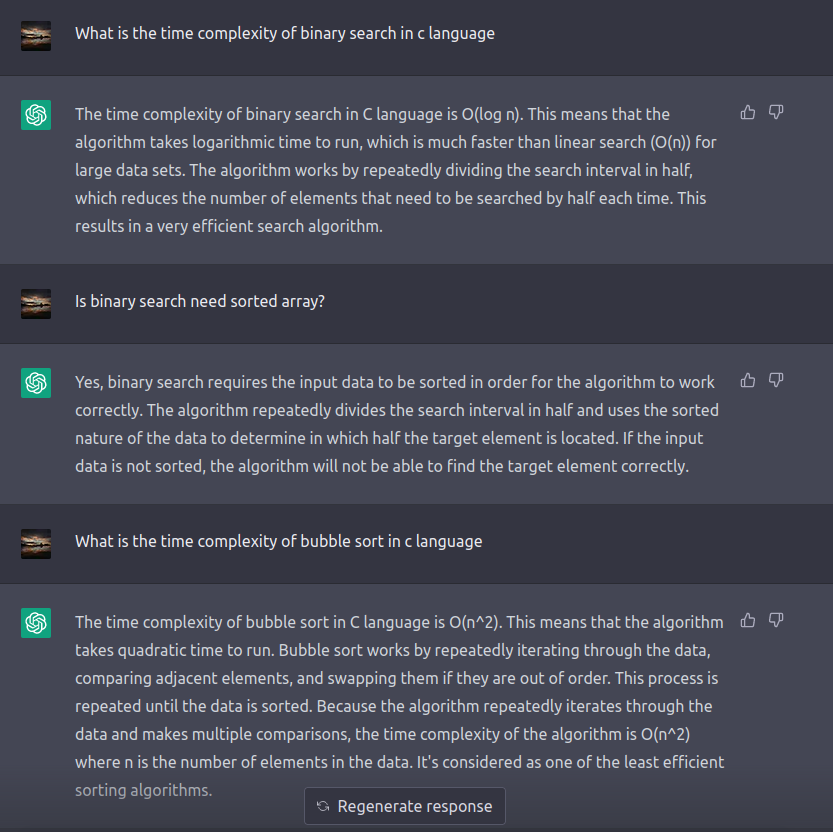 What is the time complexity of binary search in c language
The time complexity of binary search in C language is O(log n). This means that the
algorithm takes logarithmic time to run, which is much faster than linear search (O(n)) for
large data sets. The algorithm works by repeatedly dividing the search interval in half,
which reduces the number of elements that need to be searched by half each time. This
results in a very efficient search algorithm.
Is binary search need sorted array?
Yes, binary search requires the input data to be sorted in order for the algorithm to work
correctly. The algorithm repeatedly divides the search interval in half and uses the sorted
nature of the data to determine in which half the target element is located. If the input
data is not sorted, the algorithm will not be able to find the target element correctly.
What is the time complexity of bubble sort in c language
The time complexity of bubble sort in C language is O(n^2). This means that the algorithm
takes quadratic time to run. Bubble sort works by repeatedly iterating through the data,
comparing adjacent elements, and swapping them if they are out of order. This process is
repeated until the data is sorted. Because the algorithm repeatedly iterates through the
data and makes multiple comparisons, the time complexity of the algorithm is O(n^2)
where n is the number of elements in the data. It's considered as one of the least efficient
sorting algorithms.
Regenerate response